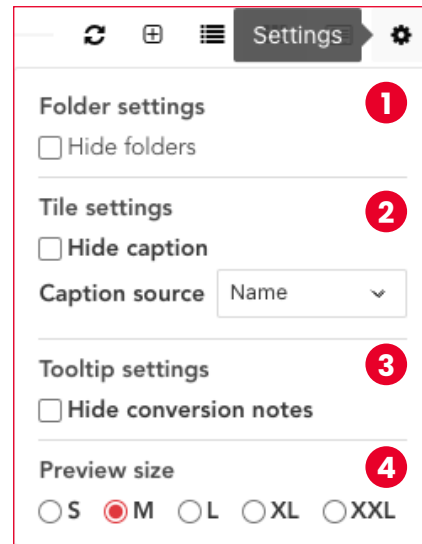 Settings
Folder settings 1
Hide folders
Tile settings 2
Hide caption
Caption source Name
Tooltip settings 3
Hide conversion notes
Preview size 4
S M L XL XXL